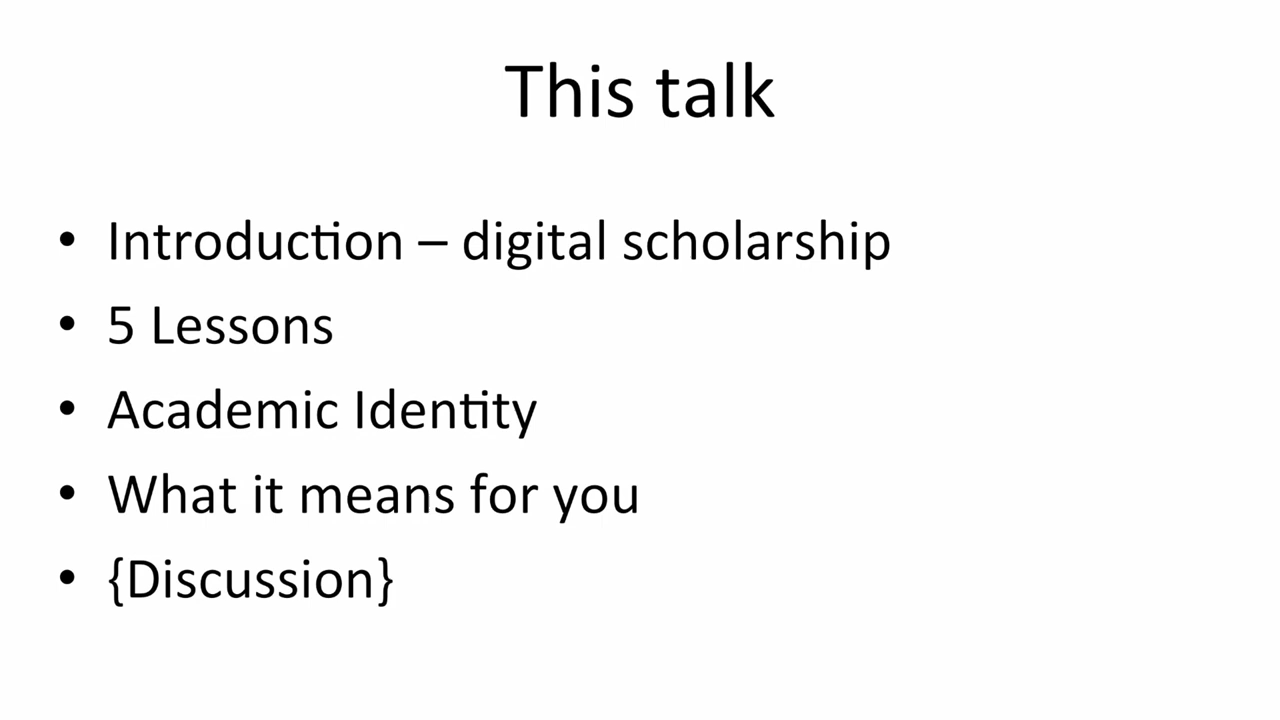 This talk
• Introduction – digital scholarship
• 5 Lessons
• Academic Identity
• What it means for you
• {Discussion}